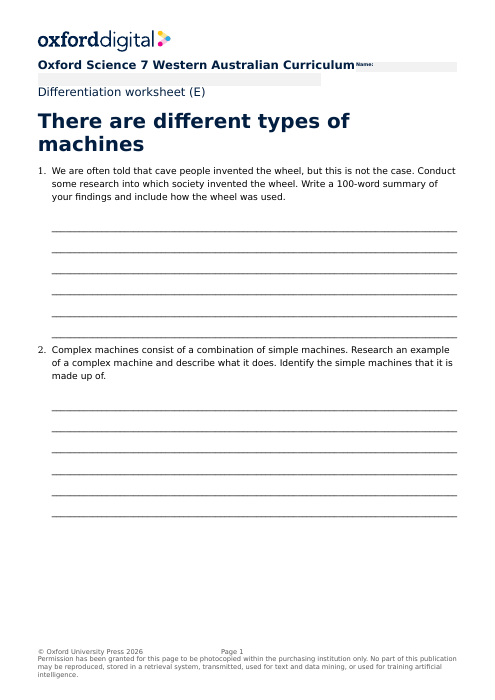 oxforddigital
Oxford Science 7 Western Australian Curriculum Name:
Differentiation worksheet (E)
There are different types of
machines
1. We are often told that cave people invented the wheel, but this is not the case. Conduct
some research into which society invented the wheel. Write a 100-word summary of
your findings and include how the wheel was used.
2. Complex machines consist of a combination of simple machines. Research an example
of a complex machine and describe what it does. Identify the simple machines that it is
made up of.
© Oxford University Press 2026 Page 1
Permission has been granted for this page to be photocopied within the purchasing institution only. No part of this publication
may be reproduced, stored in a retrieval system, transmitted, used for text and data mining, or used for training artificial
intelligence.